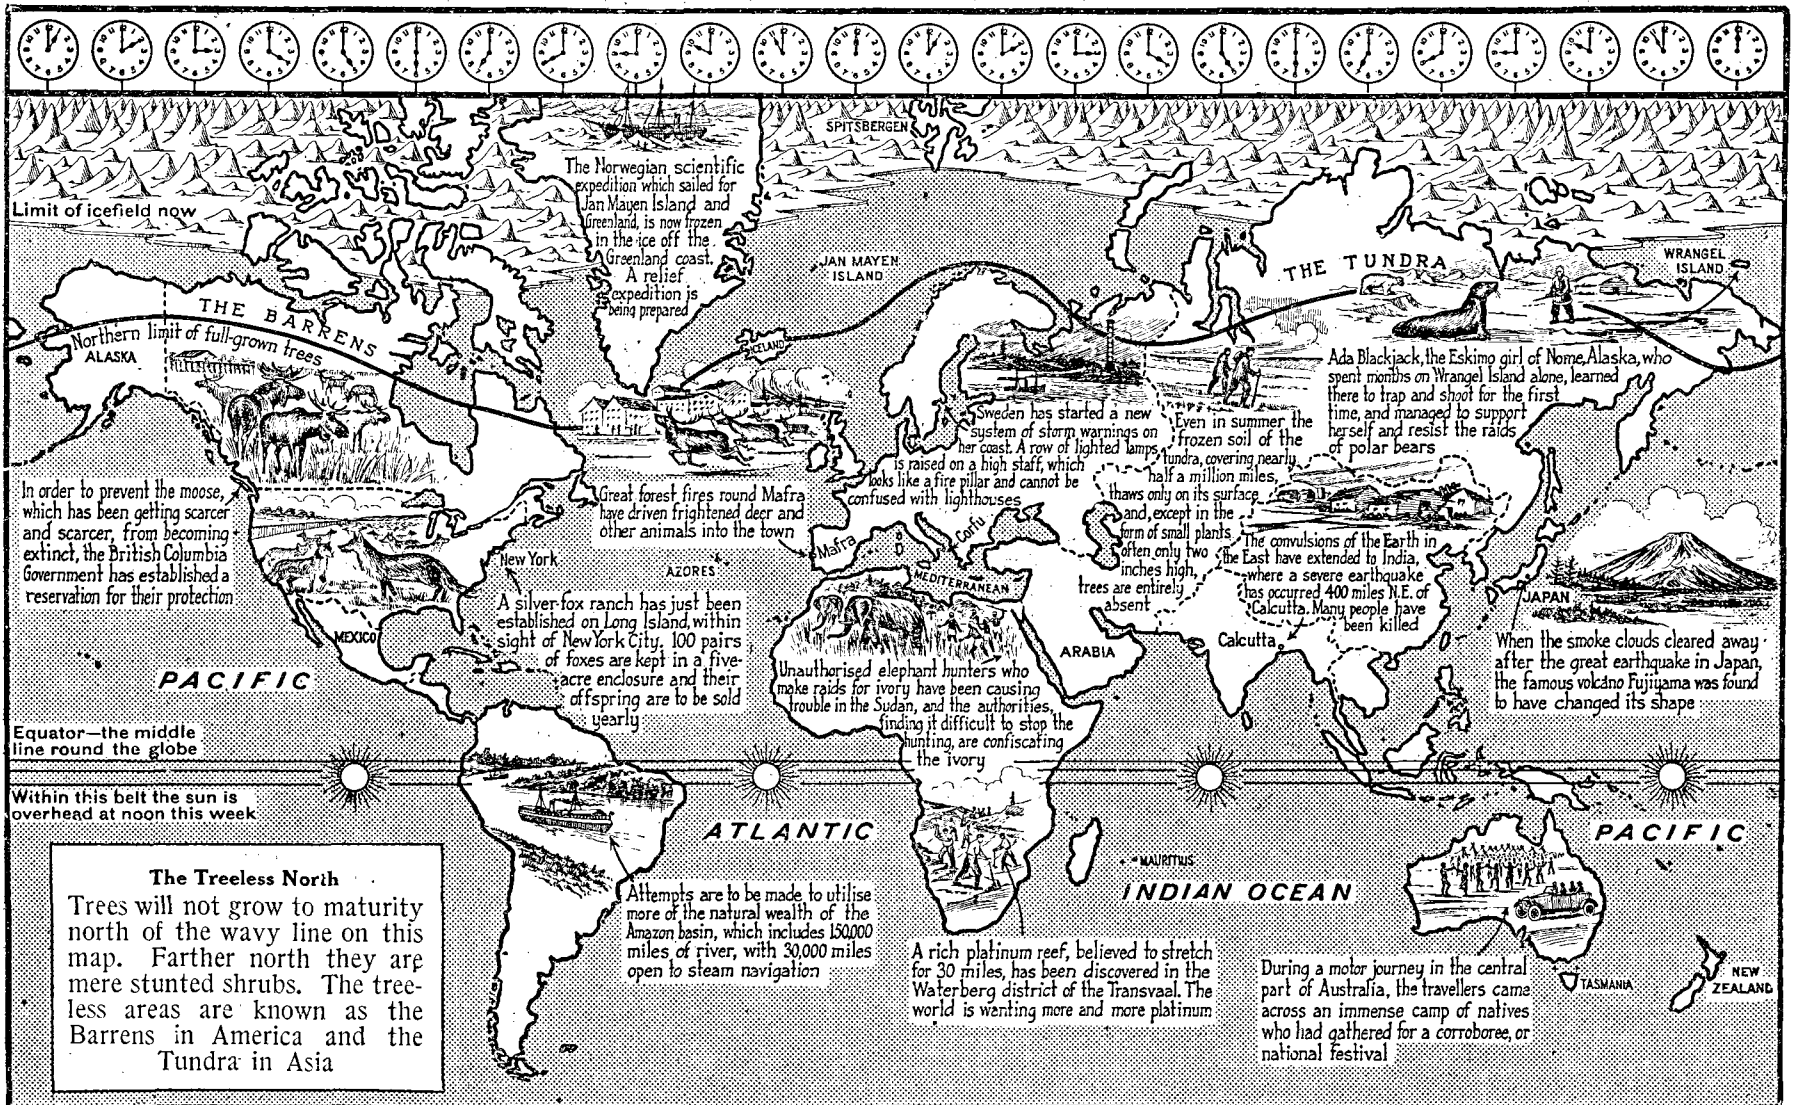 SPITSBERGEN
The Norwegian scientific
expedition which sailed for
Jan Mayen Island and
Greenland, is now frozen
in the ice off the
Greenland coast.
A relief
expedition is
being prepared
Limit of icefield now
JAN MAYEN
ISLAND
THE TUNDRA
WRANGEL
ISLAND
THE BARRENS
Northern limit of full-grown trees
ALASKA
ICELAND
Ada Blackjack, the Eskimo girl of Nome, Alaska, who
spent months on Wrangel Island alone, learned
there to trap and shoot for the first
time, and managed to support
herself and resist the raids
of polar bears
Sweden has started a new
system of storm warnings on
her coast. A row of lighted lamps
is raised on a high staff, which
looks like a fire pillar and cannot be
confused with lighthouses
Even in summer the
frozen soil of the
tundra, covering nearly
half a million miles,
thaws only on its surface
and, except in the
form of small plants
often only two
inches high,
trees are entirely
absent
In order to prevent the moose,
which has been getting scarcer
and scarcer, from becoming
extinct, the British Columbia
Government has established a
reservation for their protection
Great forest fires round Mafra
have driven frightened deer and
other animals into the town
Mafra
Corfu
New York
AZORES
MEDITERRANEAN
The convulsions of the Earth in
the East have extended to India,
where a severe earthquake
has occurred 400 miles N.E. of
Calcutta. Many people have
been killed
JAPAN
A silver-fox ranch has just been
established on Long Island, within
sight of New York City. 100 pairs
of foxes are kept in a five-
acre enclosure and their
offspring are to be sold
yearly
MEXICO
ARABIA
Calcutta
When the smoke clouds cleared away
after the great earthquake in Japan,
the famous volcano Fujiyama was found
to have changed its shape
Unauthorised elephant hunters who
make raids for ivory have been causing
trouble in the Sudan, and the authorities,
finding it difficult to stop the
hunting, are confiscating
the ivory
PACIFIC
Equator—the middle
line round the globe
Within this belt the sun is
overhead at noon this week
ATLANTIC
PACIFIC
MAURITIUS
INDIAN OCEAN
The Treeless North
Trees will not grow to maturity
north of the wavy line on this
map. Farther north they are
mere stunted shrubs. The tree-
less areas are known as the
Barrens in America and the
Tundra in Asia
Attempts are to be made to utilise
more of the natural wealth of the
Amazon basin, which includes 150,000
miles of river, with 30,000 miles
open to steam navigation
A rich platinum reef, believed to stretch
for 30 miles, has been discovered in the
Waterberg district of the Transvaal. The
world is wanting more and more platinum
During a motor journey in the central
part of Australia, the travellers came
across an immense camp of natives
who had gathered for a corroboree, or
national festival
TASMANIA
NEW
ZEALAND